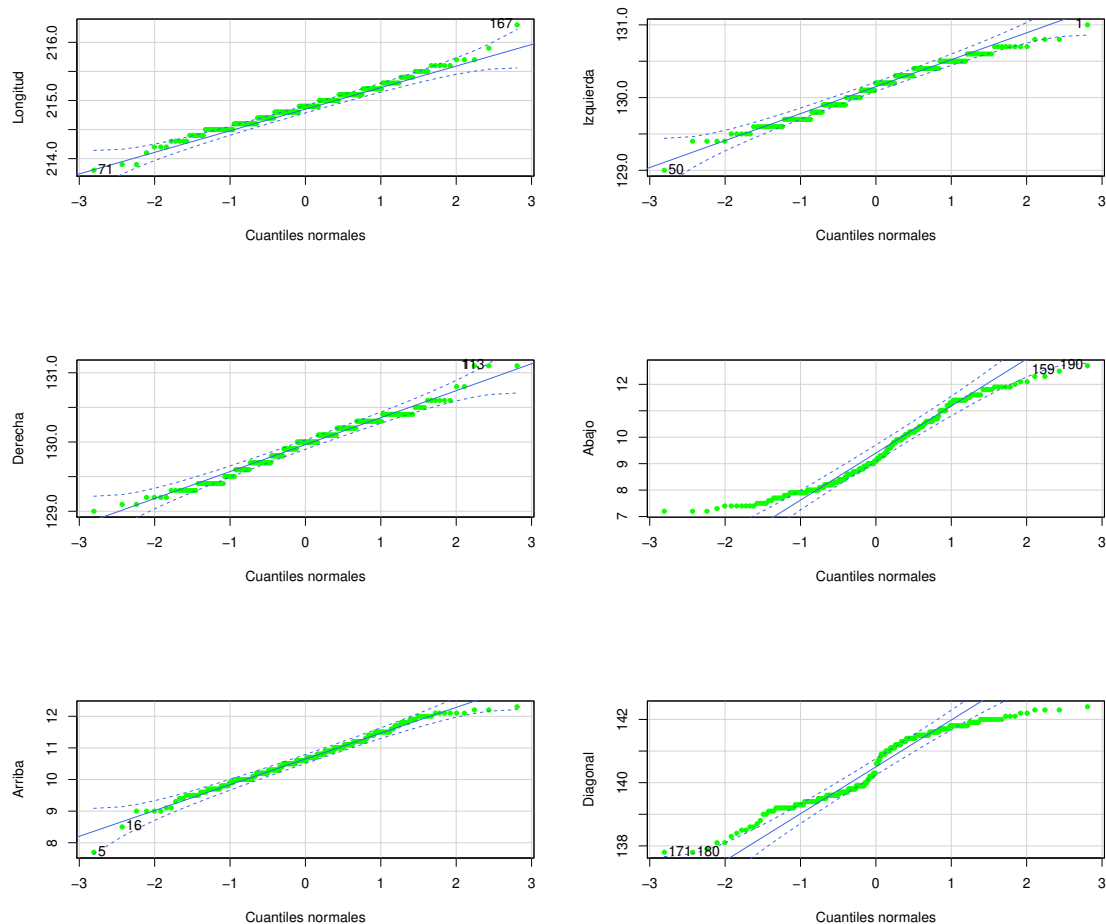 Longitud
214.0 215.0 216.0
167
71
−3 −2 −1 0 1 2 3
Cuantiles normales
Izquierda
129.0 130.0 131.0
1
50
−3 −2 −1 0 1 2 3
Cuantiles normales
Derecha
129.0 130.0 131.0
113
−3 −2 −1 0 1 2 3
Cuantiles normales
Abajo
7 8 9 10 12
159 190
−3 −2 −1 0 1 2 3
Cuantiles normales
Arriba
8 9 10 11 12
16
5
−3 −2 −1 0 1 2 3
Cuantiles normales
Diagonal
138 140 142
171 180
−3 −2 −1 0 1 2 3
Cuantiles normales